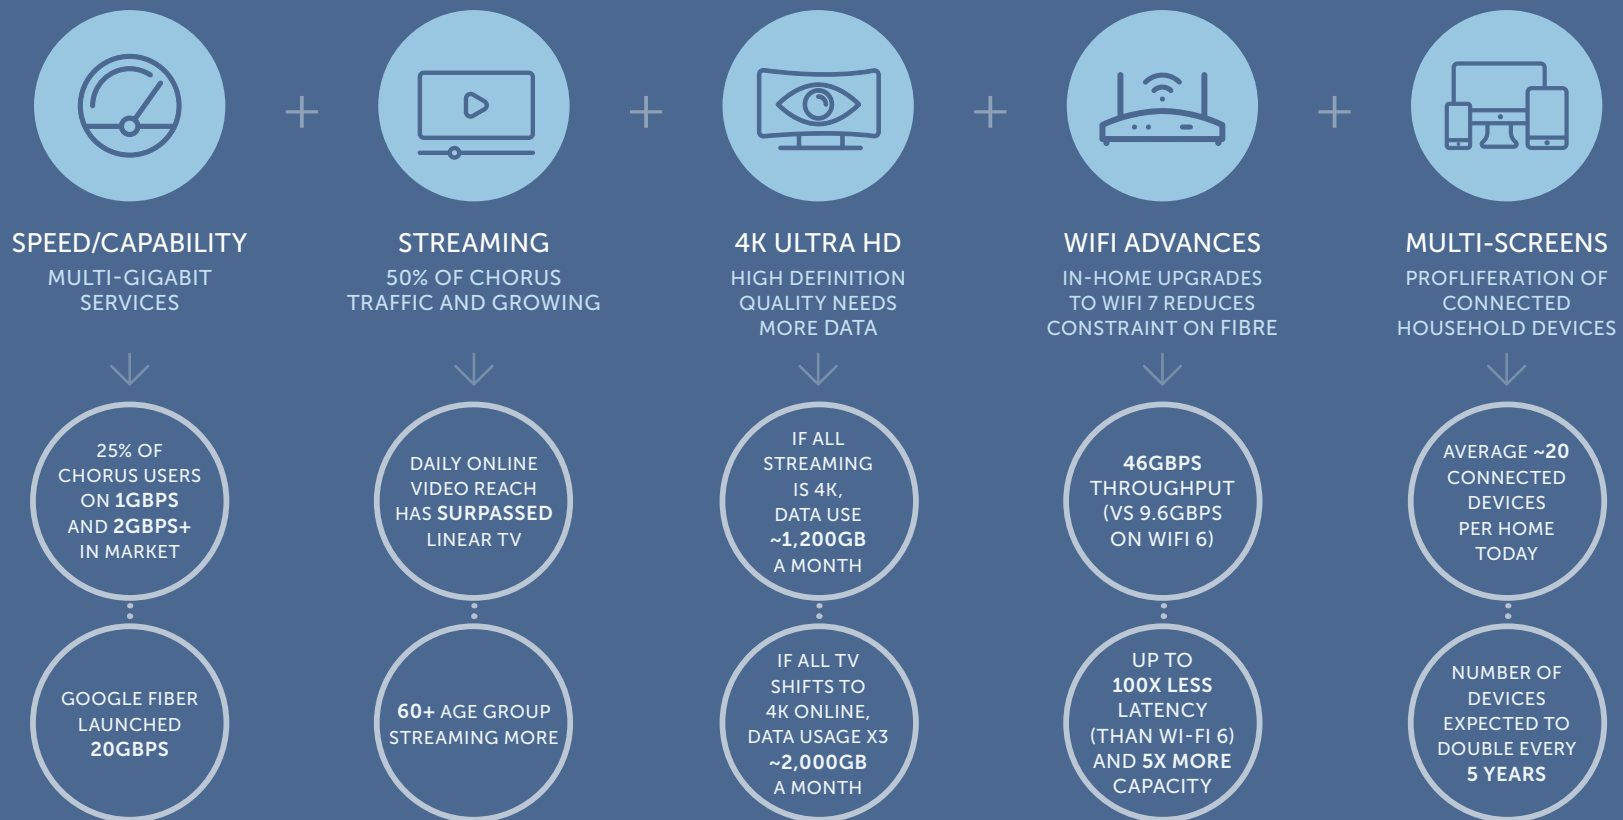 SPEED/CAPABILITY
MULTI-GIGABIT
SERVICES
25% OF
CHORUS USERS
ON 1GBPS
AND 2GBPS+
IN MARKET
GOOGLE FIBER
LAUNCHED
20GBPS
STREAMING
50% OF CHORUS
TRAFFIC AND GROWING
DAILY ONLINE
VIDEO REACH
HAS SURPASSED
LINEAR TV
60+ AGE GROUP
STREAMING MORE
4K ULTRA HD
HIGH DEFINITION
QUALITY NEEDS
MORE DATA
IF ALL
STREAMING
IS 4K,
DATA USE
~1,200GB
A MONTH
IF ALL TV
SHIFTS TO
4K ONLINE,
DATA USAGE X3
~2,000GB
A MONTH
WIFI ADVANCES
IN-HOME UPGRADES
TO WIFI 7 REDUCES
CONSTRAINT ON FIBRE
46GBPS
THROUGHPUT
(VS 9.6GBPS
ON WIFI 6)
UP TO
100X LESS
LATENCY
(THAN WI-FI 6)
AND 5X MORE
CAPACITY
MULTI-SCREENS
PROFLIFERATION OF
CONNECTED
HOUSEHOLD DEVICES
AVERAGE ~20
CONNECTED
DEVICES
PER HOME
TODAY
NUMBER OF
DEVICES
EXPECTED TO
DOUBLE EVERY
5 YEARS